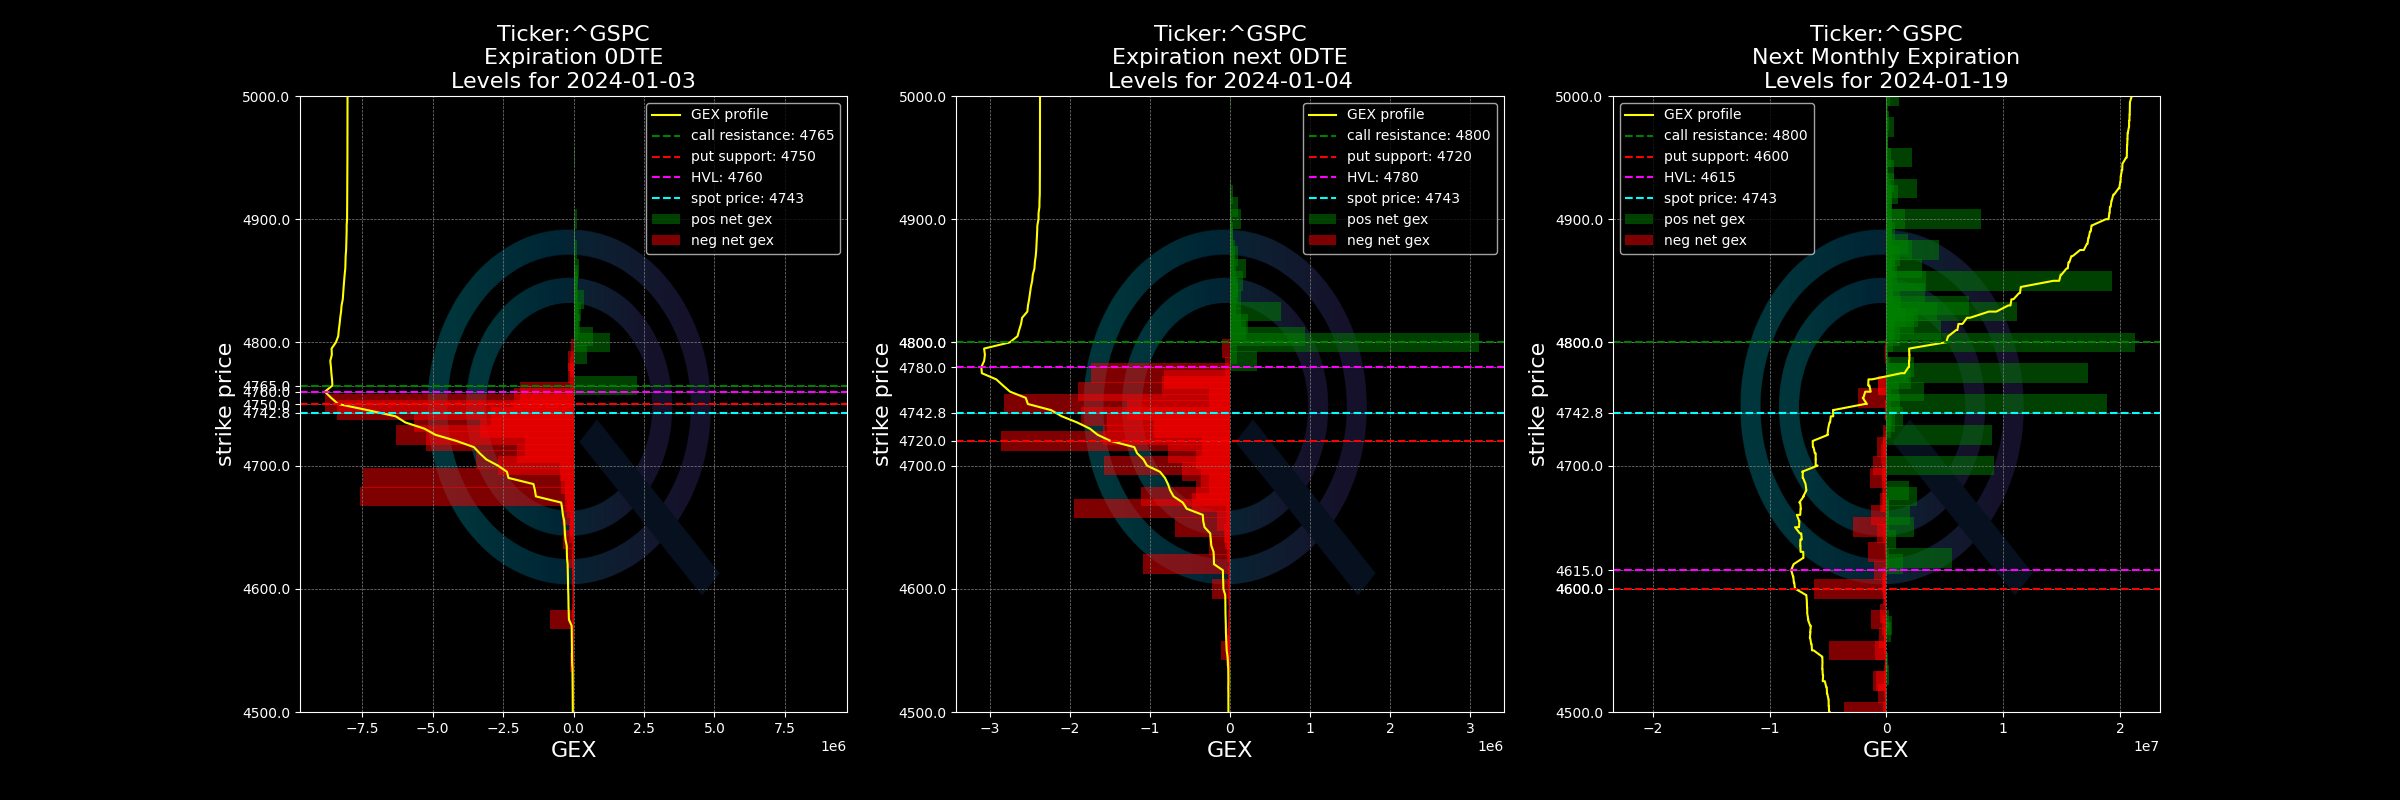 Ticker:^GSPC
Expiration 0DTE
Levels for 2024-01-03
GEX profile
call resistance: 4765
put support: 4750
HVL: 4760
spot price: 4743
pos net gex
neg net gex
5000.0
4900.0
4800.0
4765.0
4760.0
4750.0
4742.8
4700.0
4600.0
4500.0
strike price
−7.5 −5.0 −2.5 0.0 2.5 5.0 7.5
1e6
GEX
Ticker:^GSPC
Expiration next 0DTE
Levels for 2024-01-04
GEX profile
call resistance: 4800
put support: 4720
HVL: 4780
spot price: 4743
pos net gex
neg net gex
5000.0
4900.0
4800.0
4780.0
4742.8
4720.0
4700.0
4600.0
4500.0
strike price
−3 −2 −1 0 1 2 3
1e6
GEX
Ticker:^GSPC
Next Monthly Expiration
Levels for 2024-01-19
GEX profile
call resistance: 4800
put support: 4600
HVL: 4615
spot price: 4743
pos net gex
neg net gex
5000.0
4900.0
4800.0
4742.8
4700.0
4615.0
4600.0
4500.0
strike price
−2 −1 0 1 2
1e7
GEX